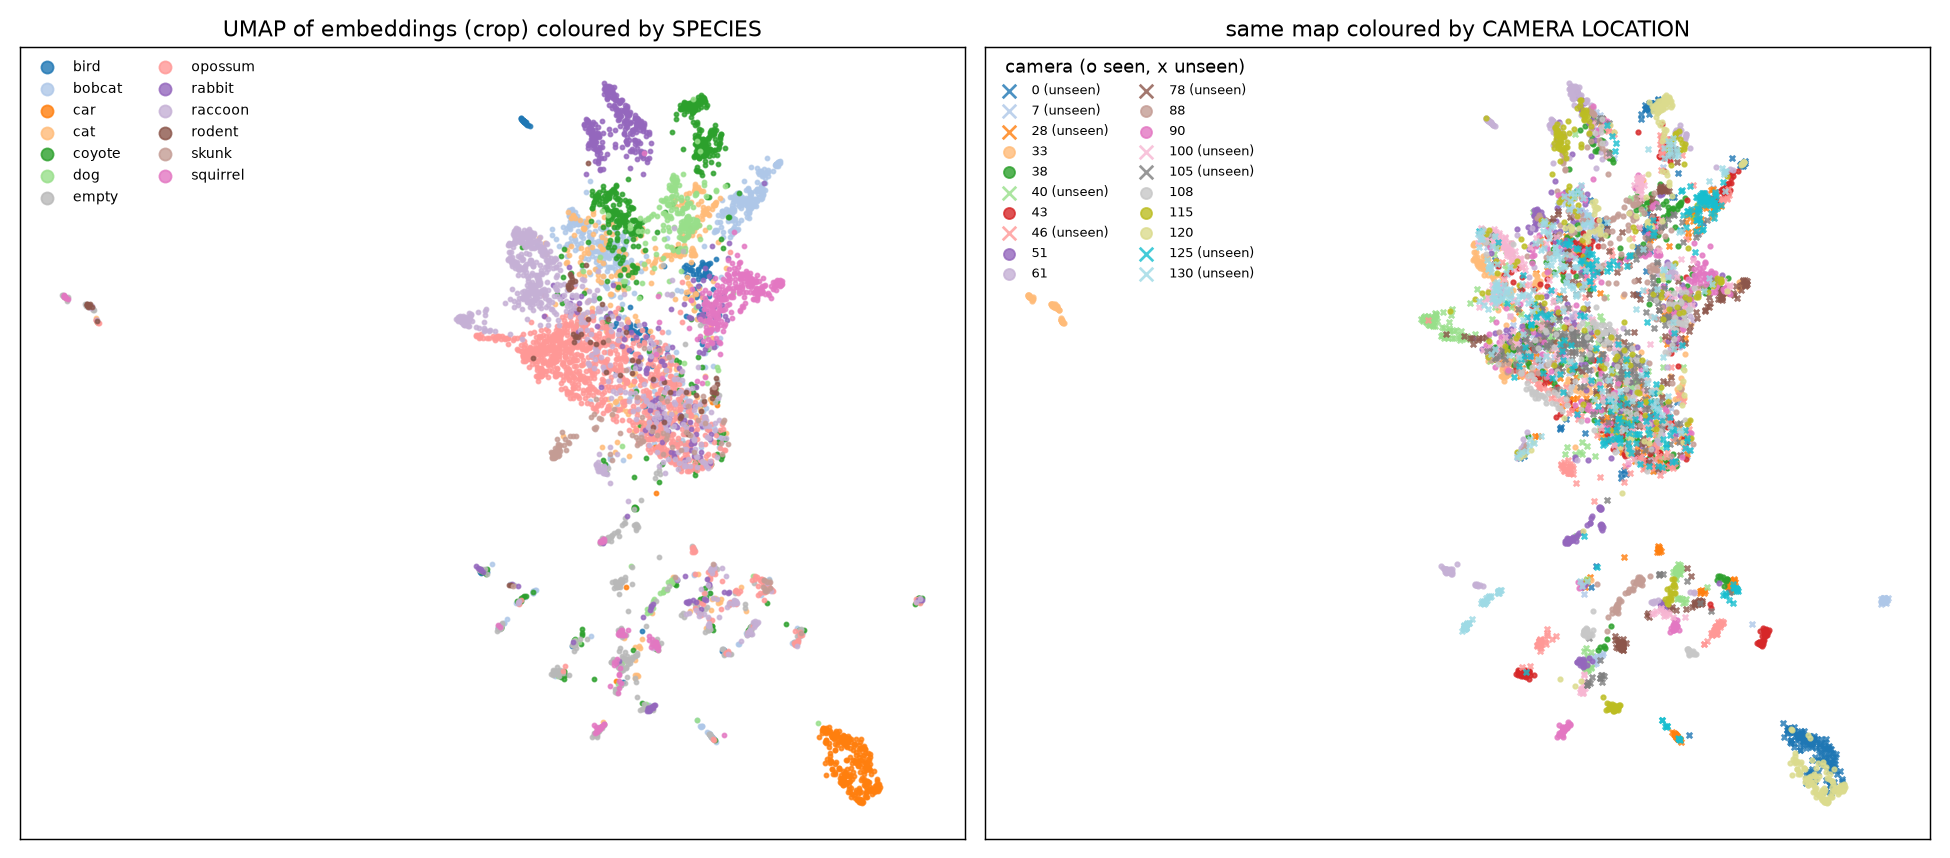 UMAP of embeddings (crop) coloured by SPECIES
bird
bobcat
car
cat
coyote
dog
empty
opossum
rabbit
raccoon
rodent
skunk
squirrel
same map coloured by CAMERA LOCATION
camera (o seen, x unseen)
0 (unseen)
7 (unseen)
28 (unseen)
33
38
40 (unseen)
43
46 (unseen)
51
61
78 (unseen)
88
90
100 (unseen)
105 (unseen)
108
115
120
125 (unseen)
130 (unseen)